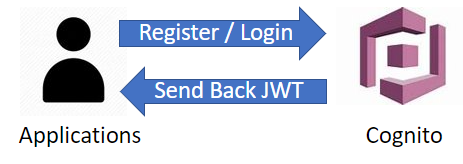 Register / Login
Send Back JWT
Applications
Cognito